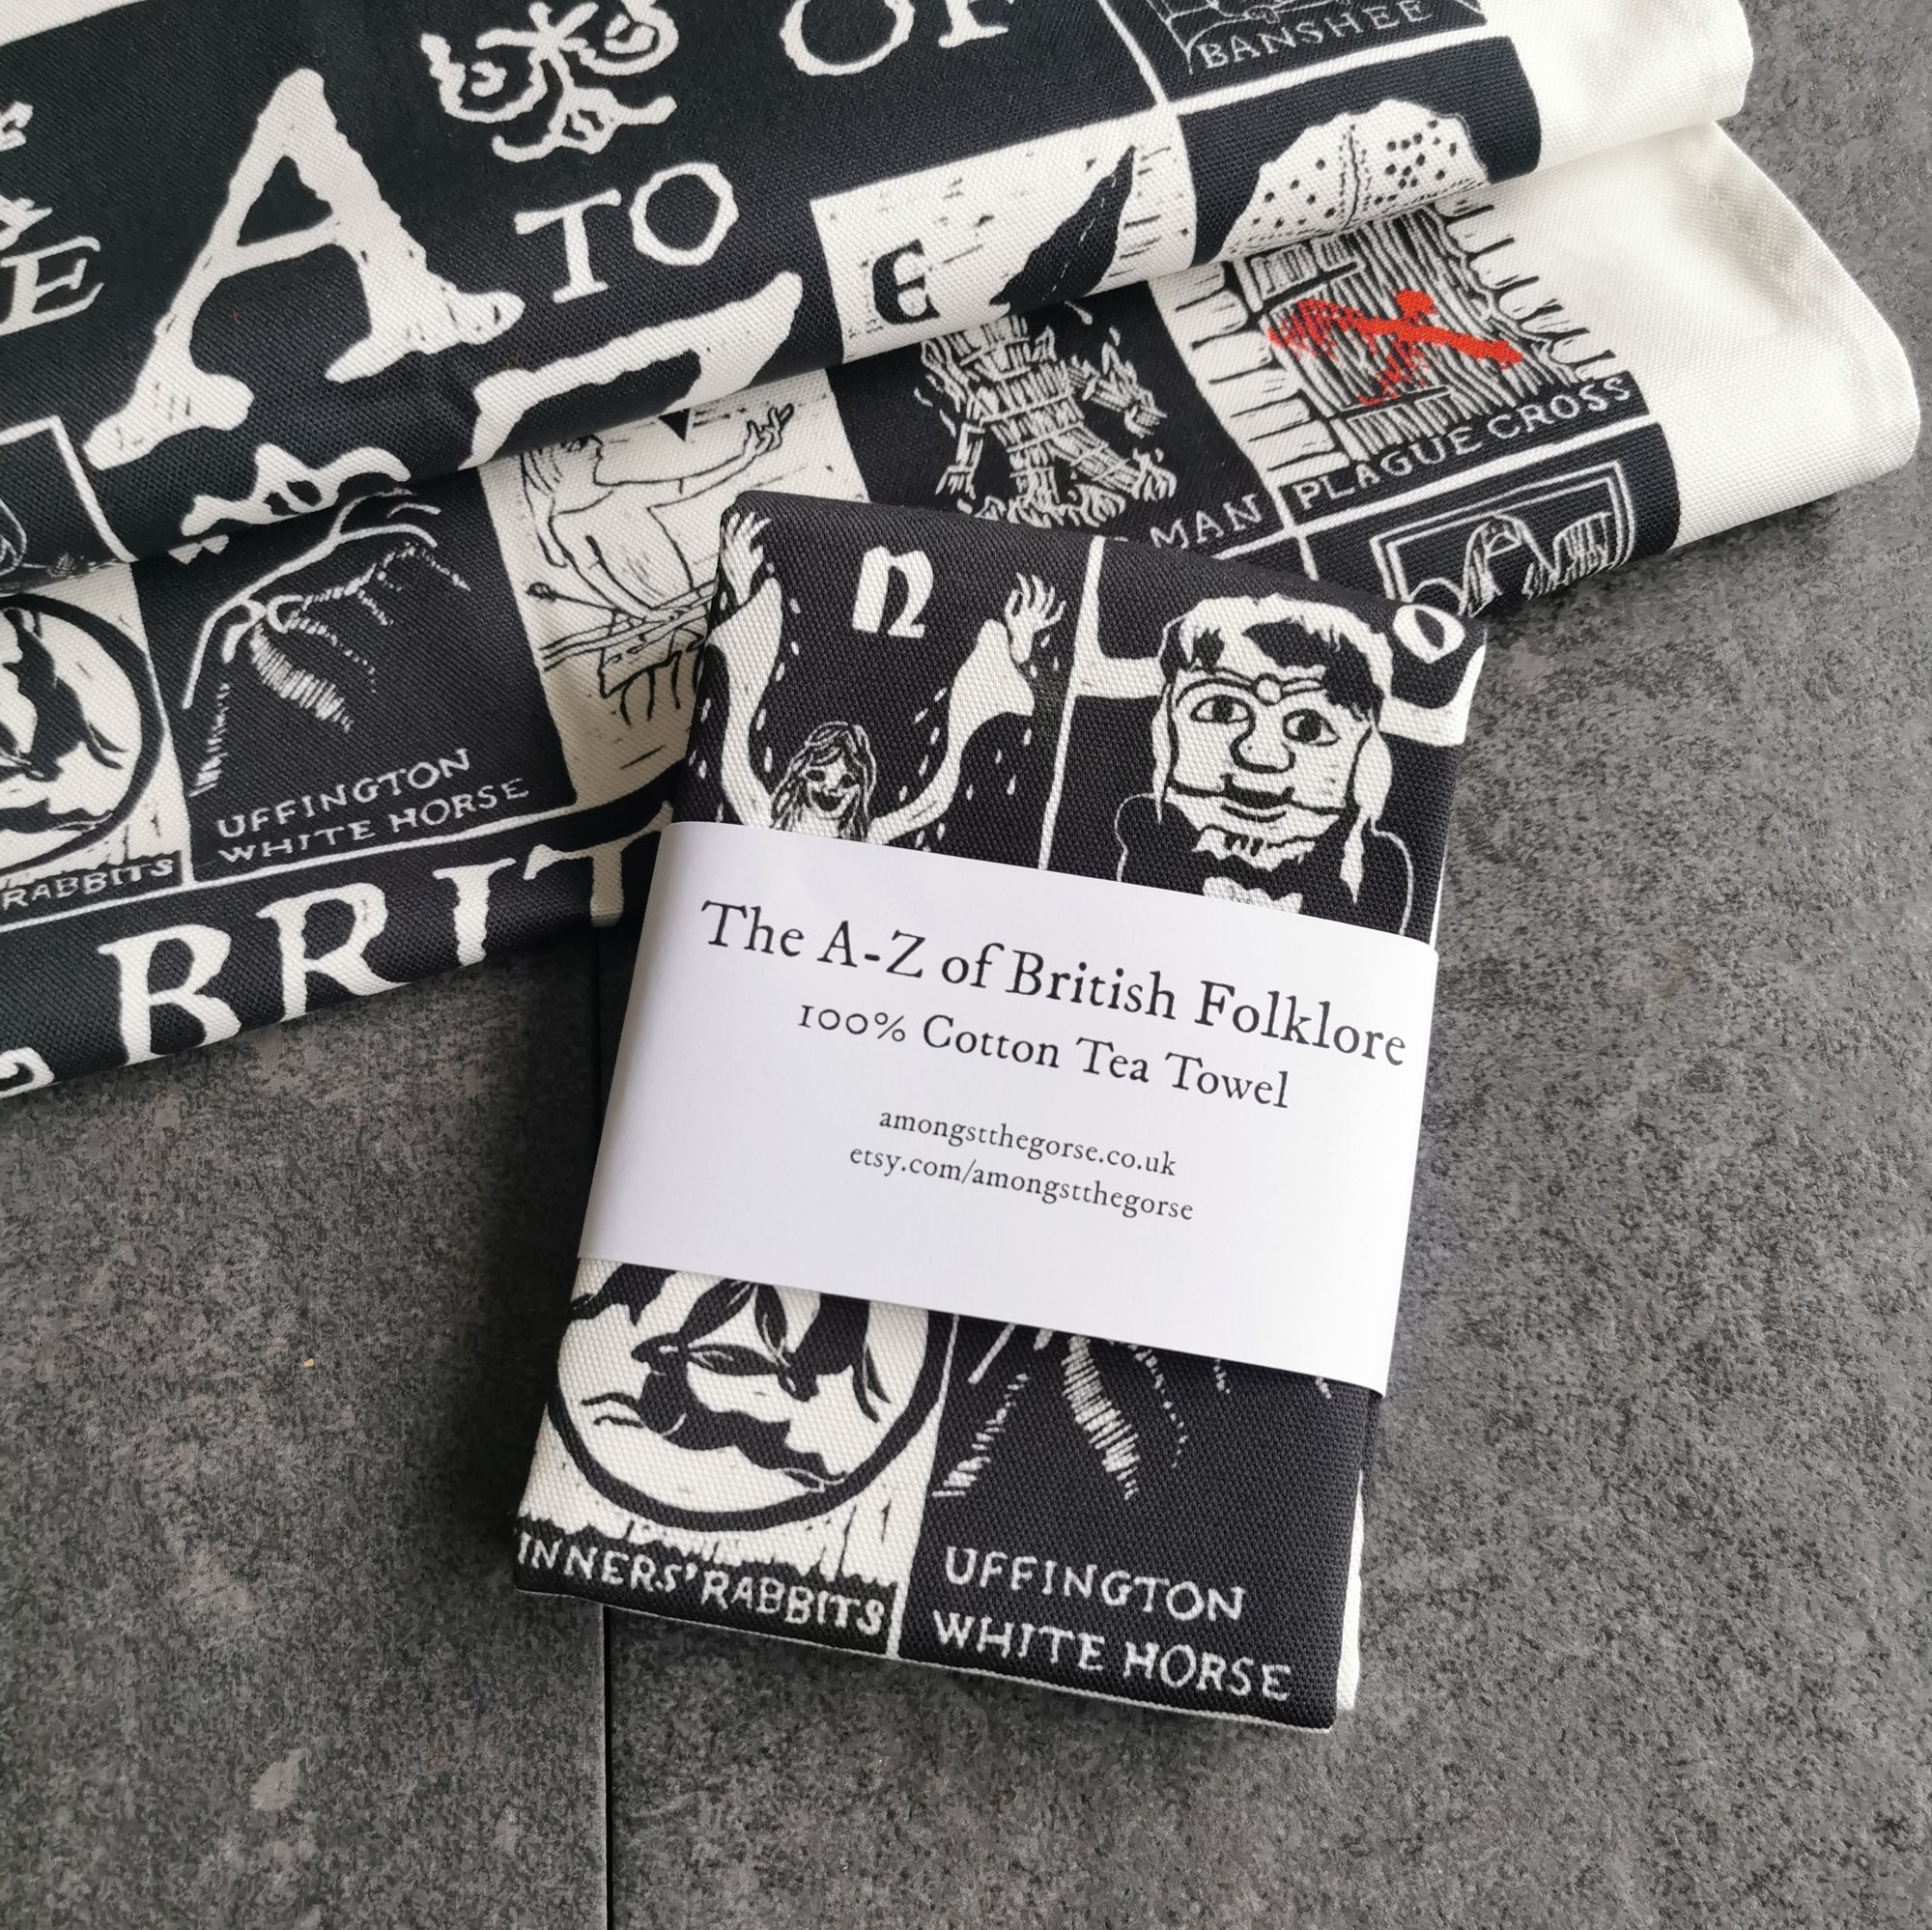 OF
BANSHEE
A
TO
E
E
PLAGUE CROSS
MAN
n
O
UFFINGTON
WHITE HORSE
RABBITS
BRIT
The A-Z of British Folklore
100% Cotton Tea Towel
amongstthegorse.co.uk
etsy.com/amongstthegorse
INNERS' RABBITS
UFFINGTON
WHITE HORSE